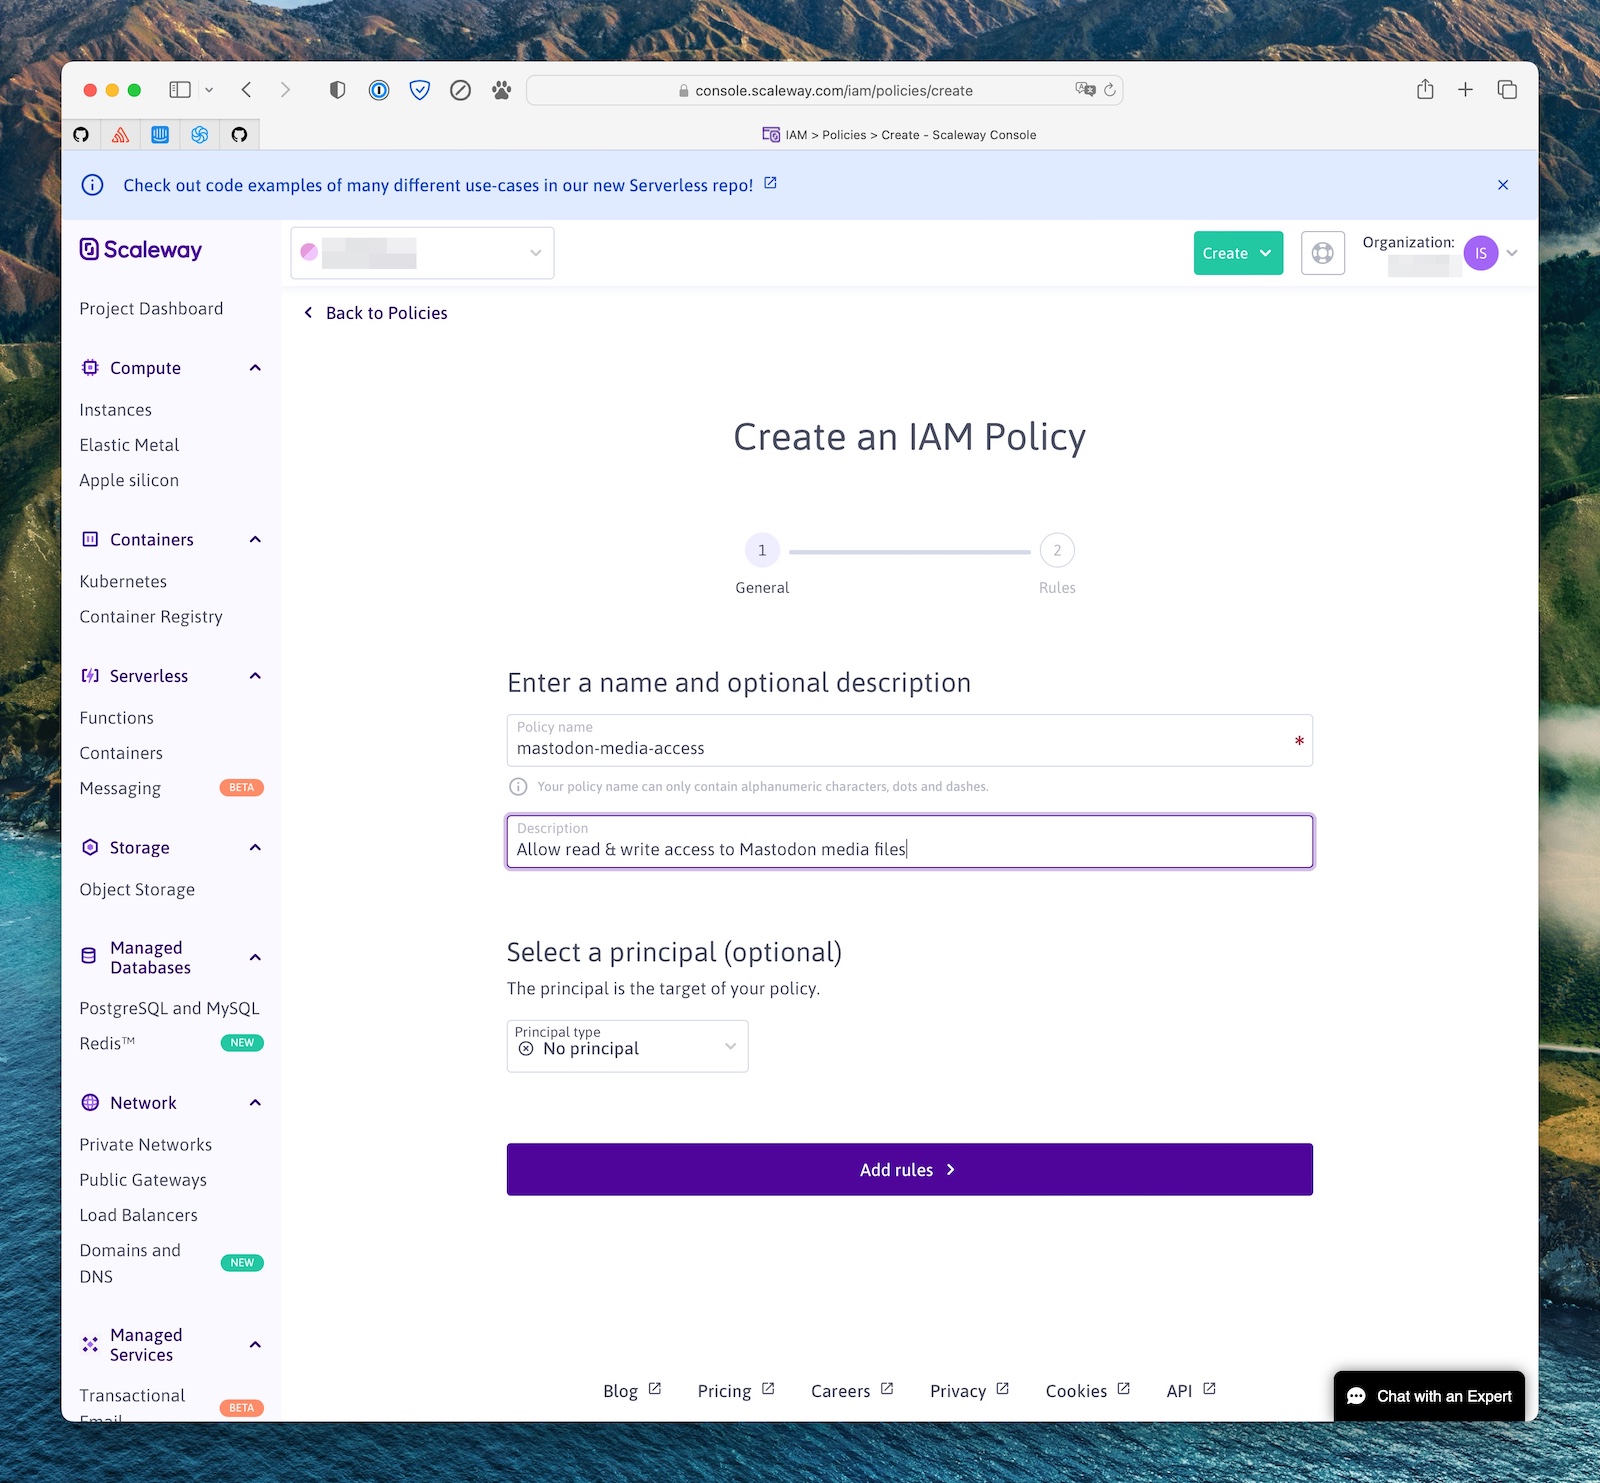 console.scaleway.com/iam/policies/create
IAM > Policies > Create - Scaleway Console
Check out code examples of many different use-cases in our new Serverless repo!
Scaleway
Create
Organization:
IS
Project Dashboard
Compute
Instances
Elastic Metal
Apple silicon
Containers
Kubernetes
Container Registry
Serverless
Functions
Containers
Messaging BETA
Storage
Object Storage
Managed
Databases
PostgreSQL and MySQL
Redis™ NEW
Network
Private Networks
Public Gateways
Load Balancers
Domains and
DNS NEW
Managed
Services
Transactional
Email BETA
Back to Policies
Create an IAM Policy
1 2
General Rules
Enter a name and optional description
Policy name
mastodon-media-access *
Your policy name can only contain alphanumeric characters, dots and dashes.
Description
Allow read & write access to Mastodon media files
Select a principal (optional)
The principal is the target of your policy.
Principal type
No principal
Add rules
Blog Pricing Careers Privacy Cookies API
Chat with an Expert